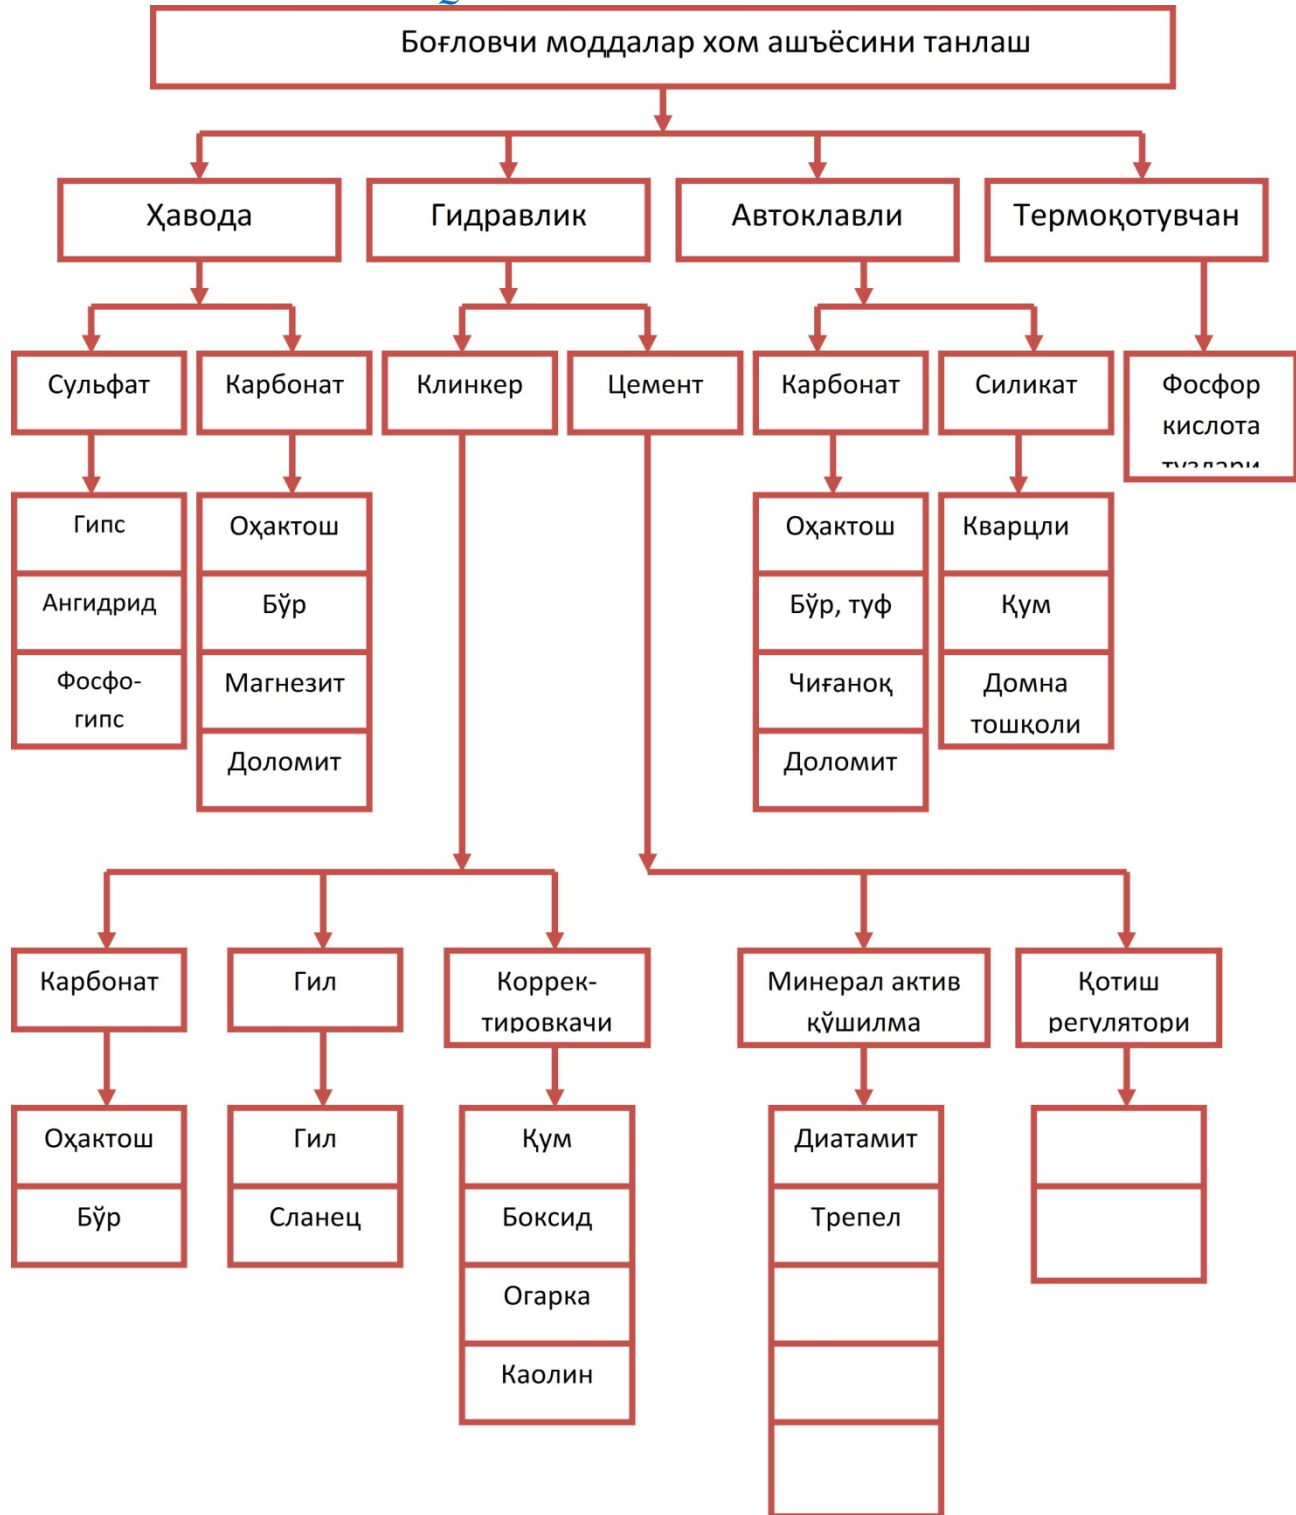 Боғловчи моддалар хом ашъёсини танлаш
Ҳавода
Гидравлик
Автоклавли
Термоқотувчан
Сульфат
Карбонат
Клинкер
Цемент
Карбонат
Силикат
Фосфор
кислота
тузлари
Гипс
Ангидрид
Фосфо-
гипс
Оҳактош
Бўр
Магнезит
Доломит
Оҳактош
Бўр, туф
Чиғаноқ
Доломит
Кварцли
Қум
Домна
тошқоли
Карбонат
Гил
Коррек-
тировкачи
Минерал актив
қўшилма
Қотиш
регулятори
Оҳактош
Бўр
Гил
Сланец
Қум
Боксид
Огарка
Каолин
Диатамит
Трепел